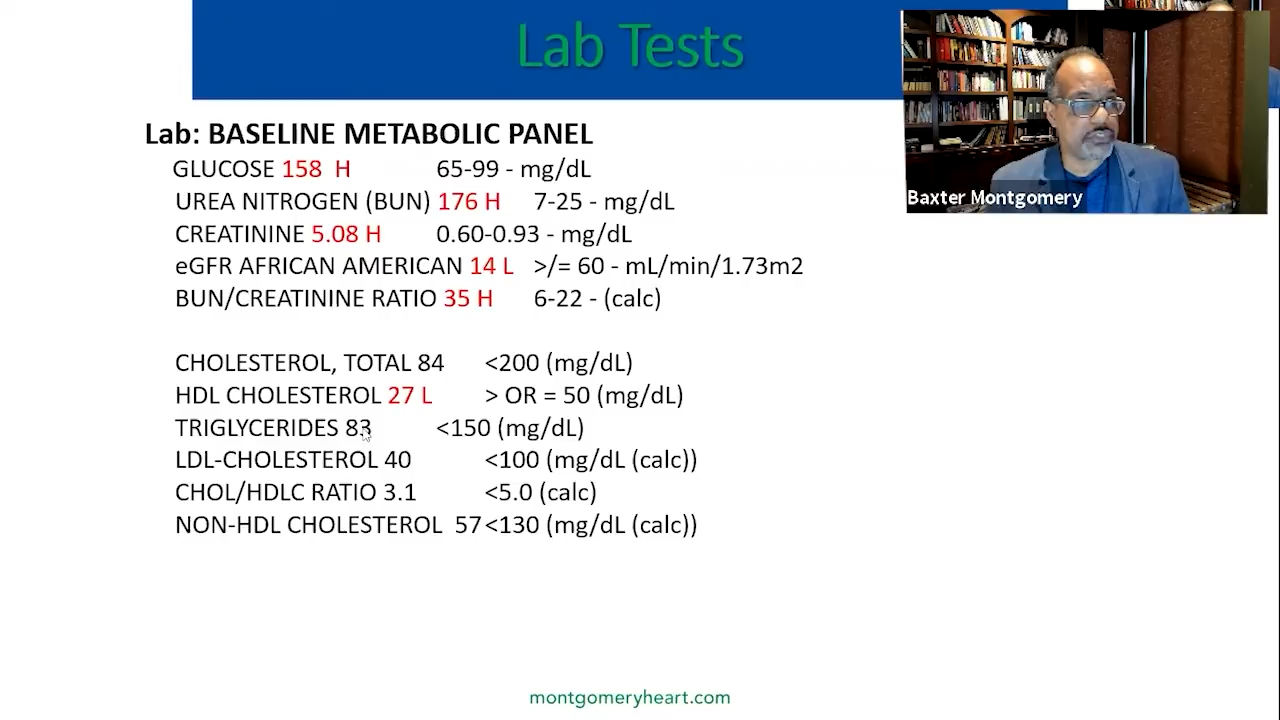 Lab Tests
Baxter Montgomery
Lab: BASELINE METABOLIC PANEL
GLUCOSE 158 H 65-99 - mg/dL
UREA NITROGEN (BUN) 176 H 7-25 - mg/dL
CREATININE 5.08 H 0.60-0.93 - mg/dL
eGFR AFRICAN AMERICAN 14 L >/= 60 - mL/min/1.73m2
BUN/CREATININE RATIO 35 H 6-22 - (calc)
CHOLESTEROL, TOTAL 84 <200 (mg/dL)
HDL CHOLESTEROL 27 L > OR = 50 (mg/dL)
TRIGLYCERIDES 83 <150 (mg/dL)
LDL-CHOLESTEROL 40 <100 (mg/dL (calc))
CHOL/HDLC RATIO 3.1 <5.0 (calc)
NON-HDL CHOLESTEROL 57 <130 (mg/dL (calc))
montgomeryheart.com